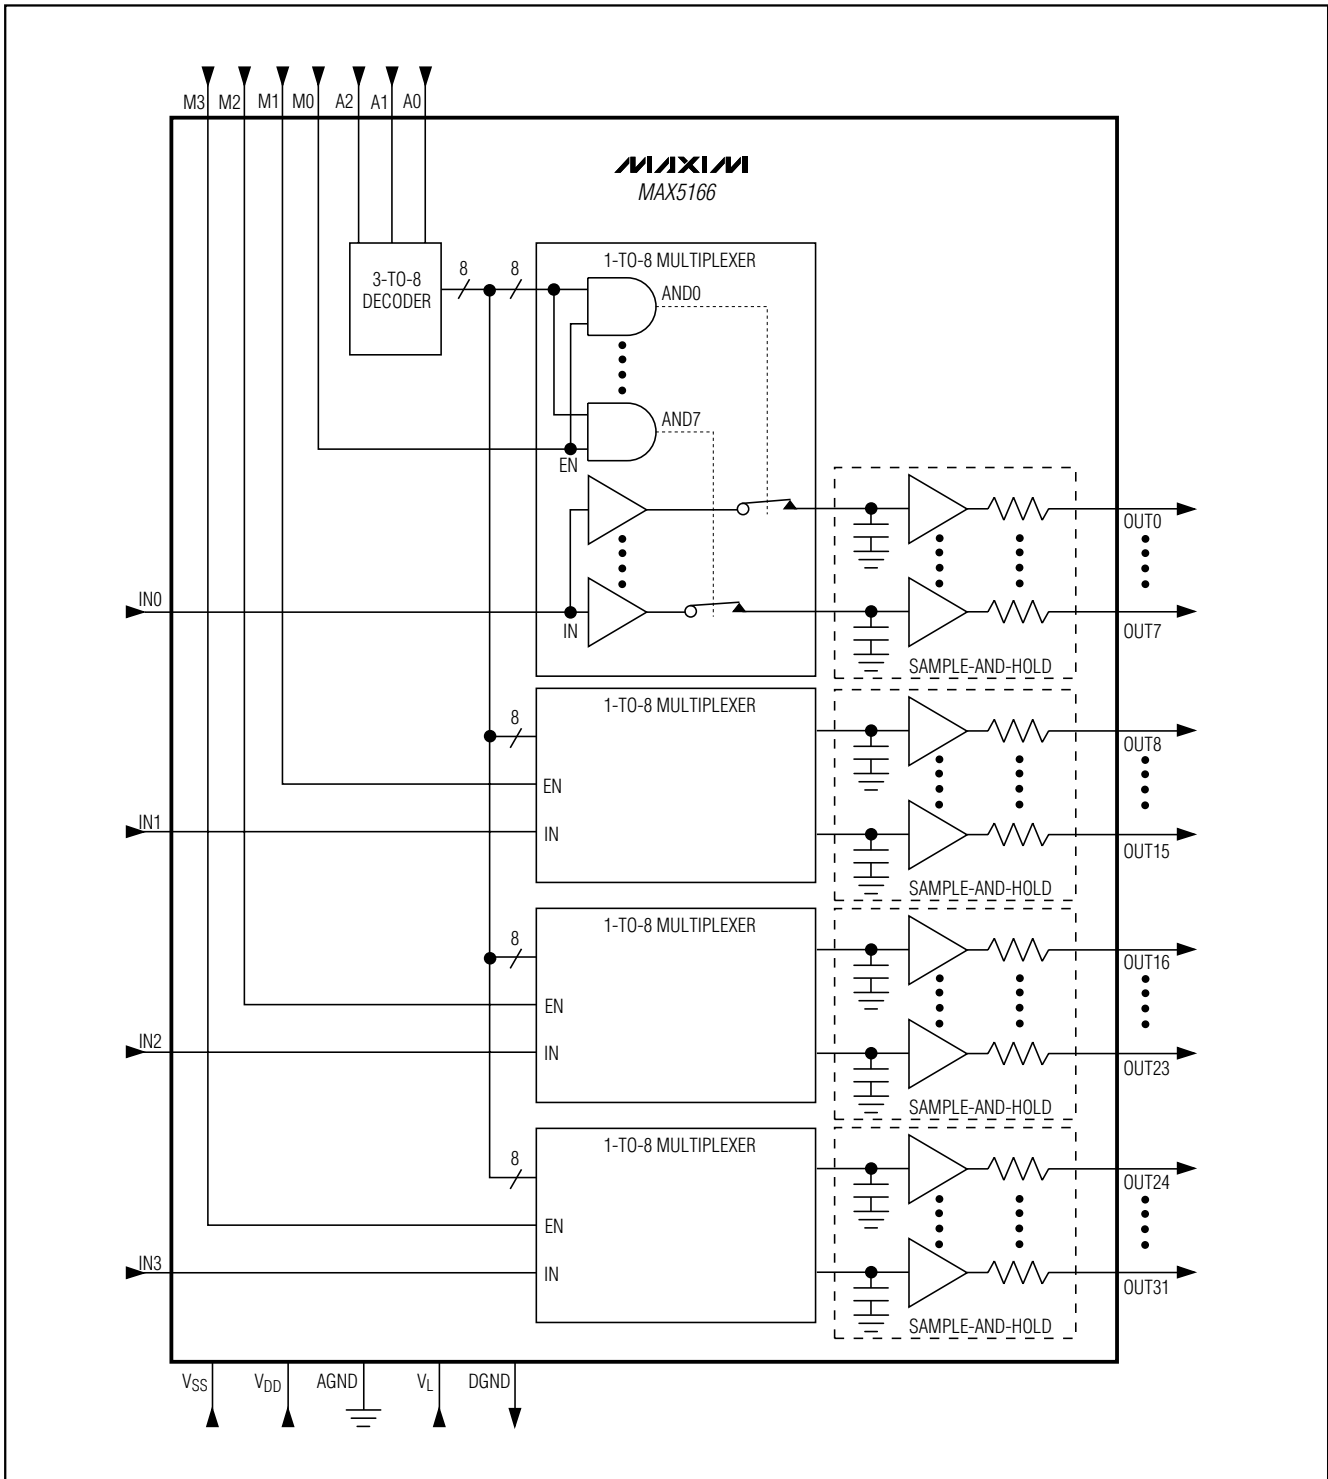 M3 M2 M1 M0 A2 A1 A0
MAXIM
MAX5166
3-TO-8
DECODER
8
8
1-TO-8 MULTIPLEXER
AND0
AND7
EN
IN0
IN
OUT0
OUT7
SAMPLE-AND-HOLD
8
1-TO-8 MULTIPLEXER
EN
IN1
IN
OUT8
OUT15
SAMPLE-AND-HOLD
8
1-TO-8 MULTIPLEXER
EN
IN2
IN
OUT16
OUT23
SAMPLE-AND-HOLD
8
1-TO-8 MULTIPLEXER
EN
IN3
IN
OUT24
OUT31
SAMPLE-AND-HOLD
VSS VDD AGND VL DGND